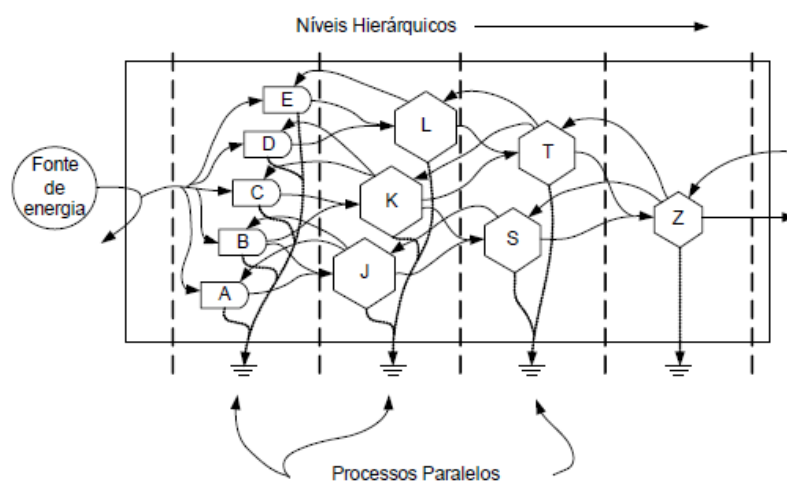 Níveis Hierárquicos
Fonte
de
energia
E
D
C
B
A
L
K
J
T
S
Z
Processos Paralelos